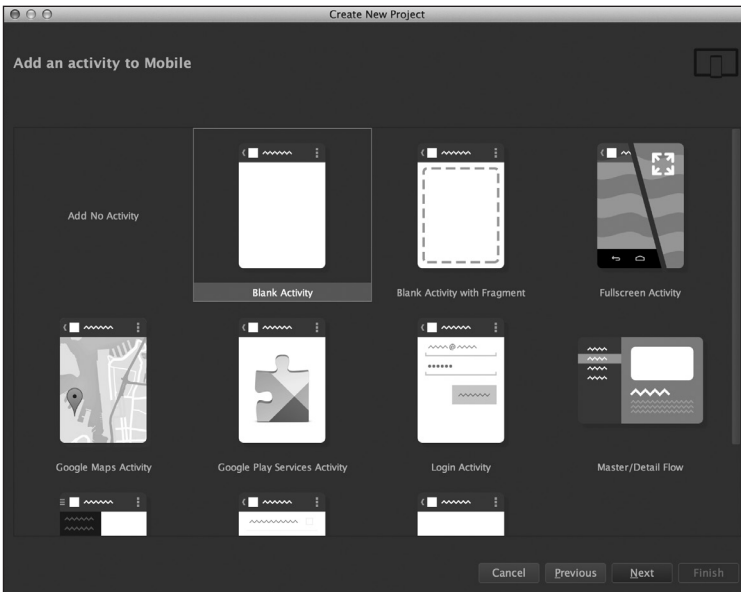 Create New Project
Add an activity to Mobile
Add No Activity
Blank Activity
Blank Activity with Fragment
Fullscreen Activity
Google Maps Activity
Google Play Services Activity
Login Activity
Master/Detail Flow
Cancel
Previous
Next
Finish